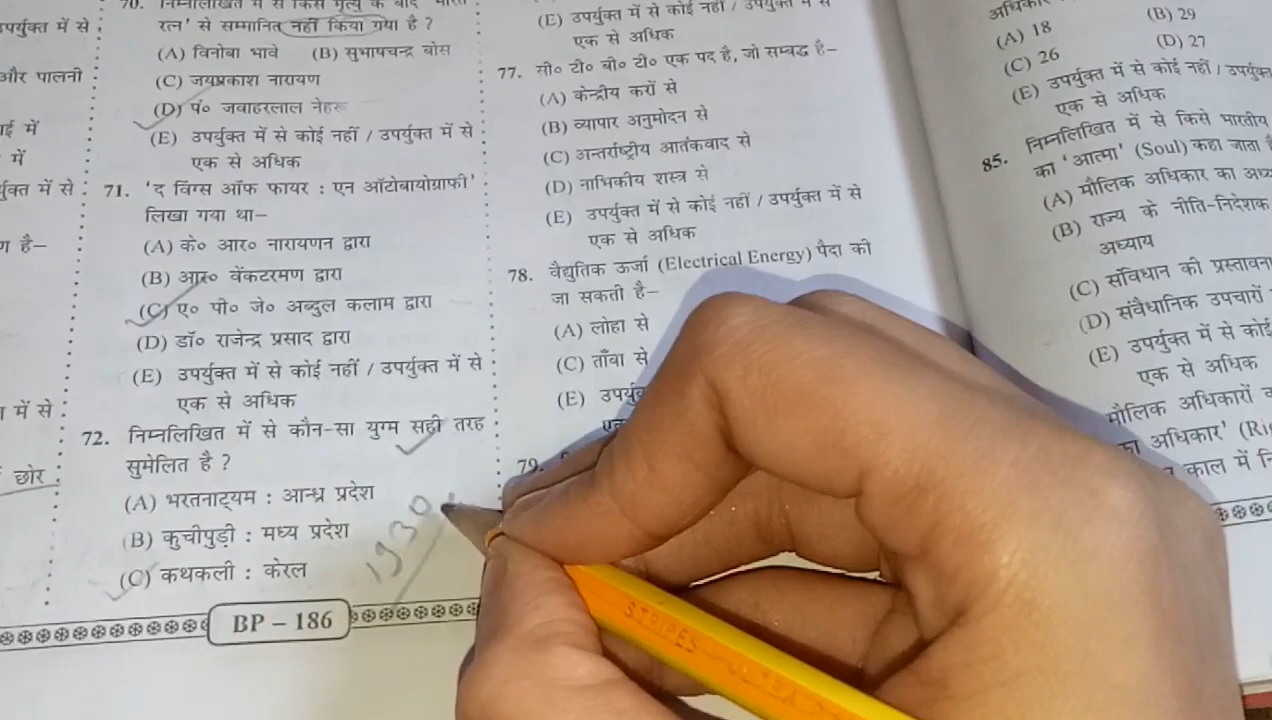 उपर्युक्त में से
और पालनी
में
में से
ग है–
में से
छोर
70. निम्नलिखित में से किसे मृत्यु के बाद
रत्न' से सम्मानित नहीं किया गया है ?
(A) विनोबा भावे (B) सुभाषचन्द्र बोस
(C) जयप्रकाश नारायण
(D) पं० जवाहरलाल नेहरू
(E) उपर्युक्त में से कोई नहीं / उपर्युक्त में से
एक से अधिक
71. 'द विंग्स ऑफ फायर : एन ऑटोबायोग्राफी'
लिखा गया था–
(A) के० आर० नारायणन द्वारा
(B) आर० वेंकटरमण द्वारा
(C) ए० पी० जे० अब्दुल कलाम द्वारा
(D) डॉ० राजेन्द्र प्रसाद द्वारा
(E) उपर्युक्त में से कोई नहीं / उपर्युक्त में से
एक से अधिक
72. निम्नलिखित में से कौन-सा युग्म सही तरह
सुमेलित है ?
(A) भरतनाट्यम : आन्ध्र प्रदेश
(B) कुचीपुड़ी : मध्य प्रदेश
(C) कथकली : केरल
1930
BP – 186
(E) उपर्युक्त में से कोई नहीं / उपर्युक्त में से
एक से अधिक
77. सी० टी० बी० टी० एक पद है, जो सम्बद्ध है–
(A) केन्द्रीय करों से
(B) व्यापार अनुमोदन से
(C) अन्तर्राष्ट्रीय आतंकवाद से
(D) नाभिकीय शस्त्र से
(E) उपर्युक्त में से कोई नहीं / उपर्युक्त में से
एक से अधिक
78. वैद्युतिक ऊर्जा (Electrical Energy) पैदा की
जा सकती है–
(A) लोहा से
(C) ताँबा से
(E)
79.
(A) 18 (B) 29
(C) 26 (D) 27
(E) उपर्युक्त में से कोई नहीं / उपर्युक्त
एक से अधिक
85. निम्नलिखित में से किसे भारतीय
का 'आत्मा' (Soul) कहा जाता
(A) मौलिक अधिकार का
(B) राज्य के नीति-निदेशक
अध्याय
(C) संविधान की प्रस्तावना
(D) संवैधानिक उपचारों
(E) उपर्युक्त में से कोई
एक से अधिक
मौलिक अधिकारों
अधिकार'
काल में